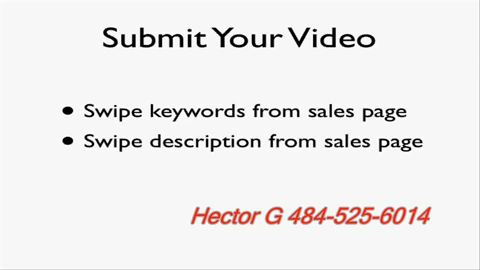 Submit Your Video
• Swipe keywords from sales page
• Swipe description from sales page
Hector G 484-525-6014